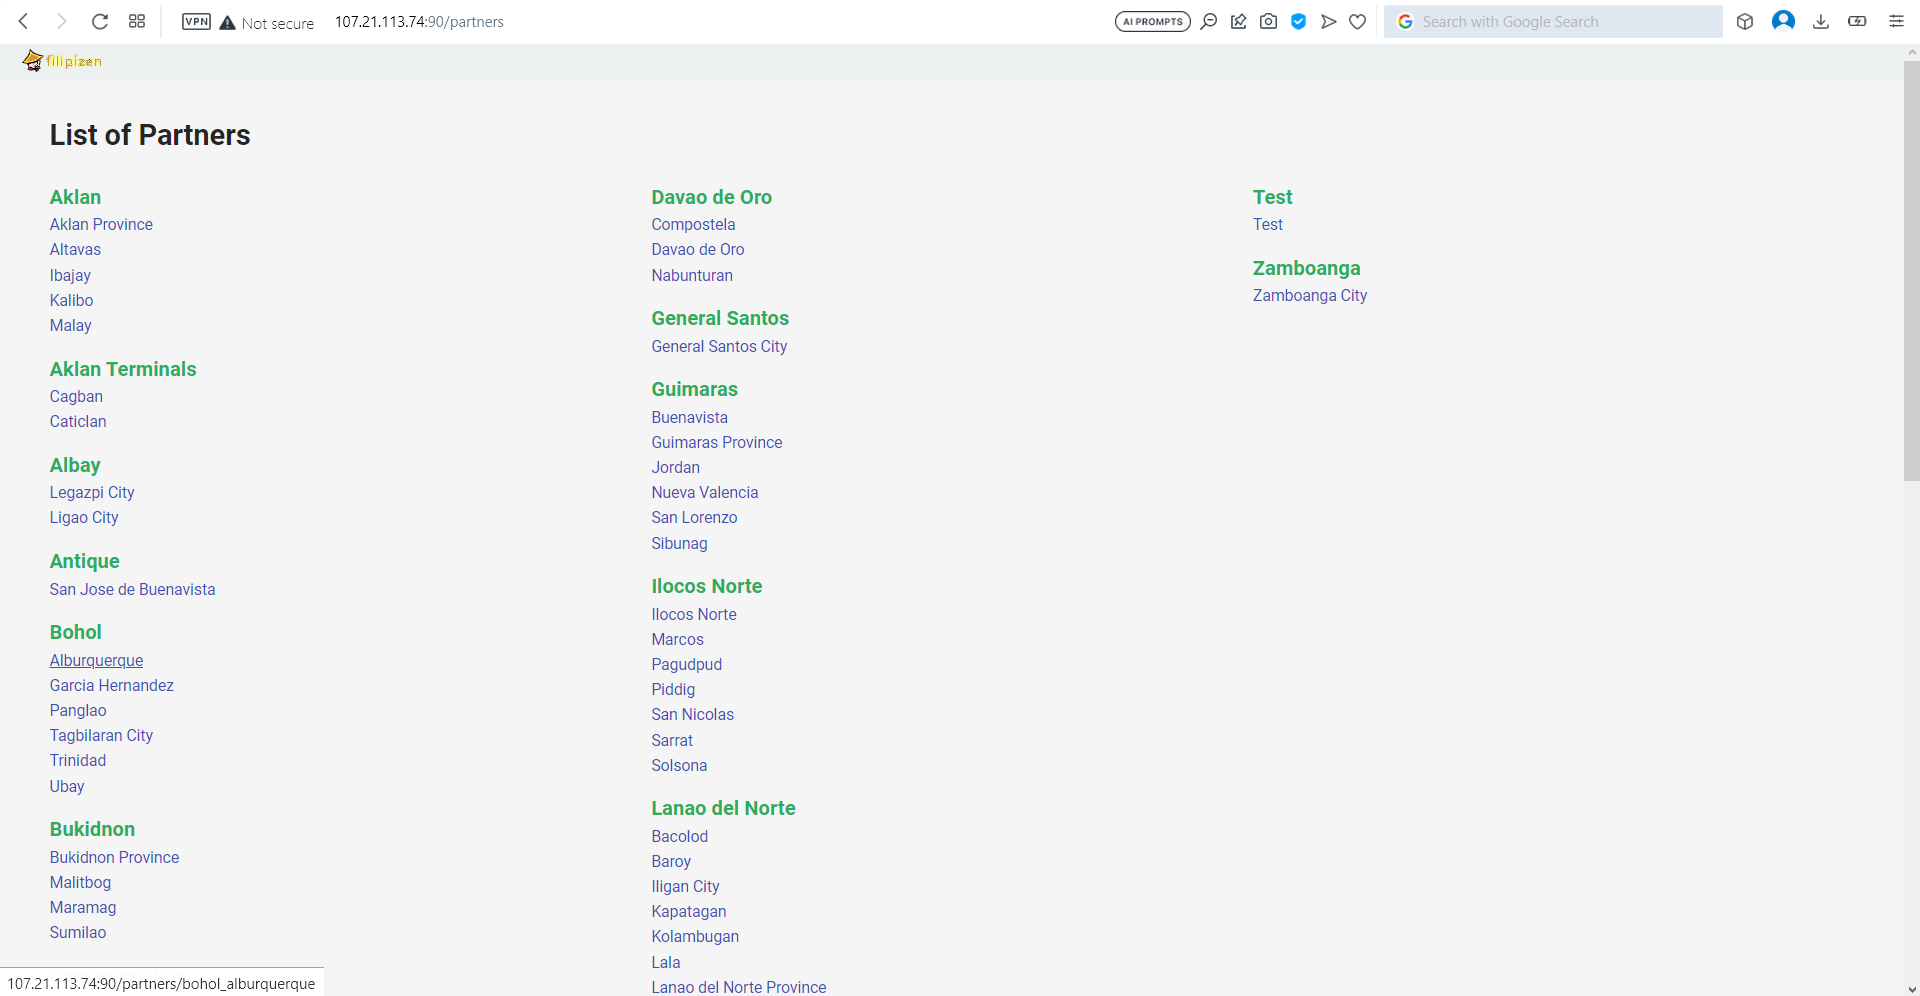 VPN
Not secure
107.21.113.74:90/partners
AI PROMPTS
Search with Google Search
filipizen
List of Partners
Aklan
Aklan Province
Altavas
Ibajay
Kalibo
Malay
Aklan Terminals
Cagban
Caticlan
Albay
Legazpi City
Ligao City
Antique
San Jose de Buenavista
Bohol
Alburquerque
Garcia Hernandez
Panglao
Tagbilaran City
Trinidad
Ubay
Bukidnon
Bukidnon Province
Malitbog
Maramag
Sumilao
Davao de Oro
Compostela
Davao de Oro
Nabunturan
General Santos
General Santos City
Guimaras
Buenavista
Guimaras Province
Jordan
Nueva Valencia
San Lorenzo
Sibunag
Ilocos Norte
Ilocos Norte
Marcos
Pagudpud
Piddig
San Nicolas
Sarrat
Solsona
Lanao del Norte
Bacolod
Baroy
Iligan City
Kapatagan
Kolambugan
Lala
Lanao del Norte Province
Test
Test
Zamboanga
Zamboanga City
107.21.113.74:90/partners/bohol_alburquerque